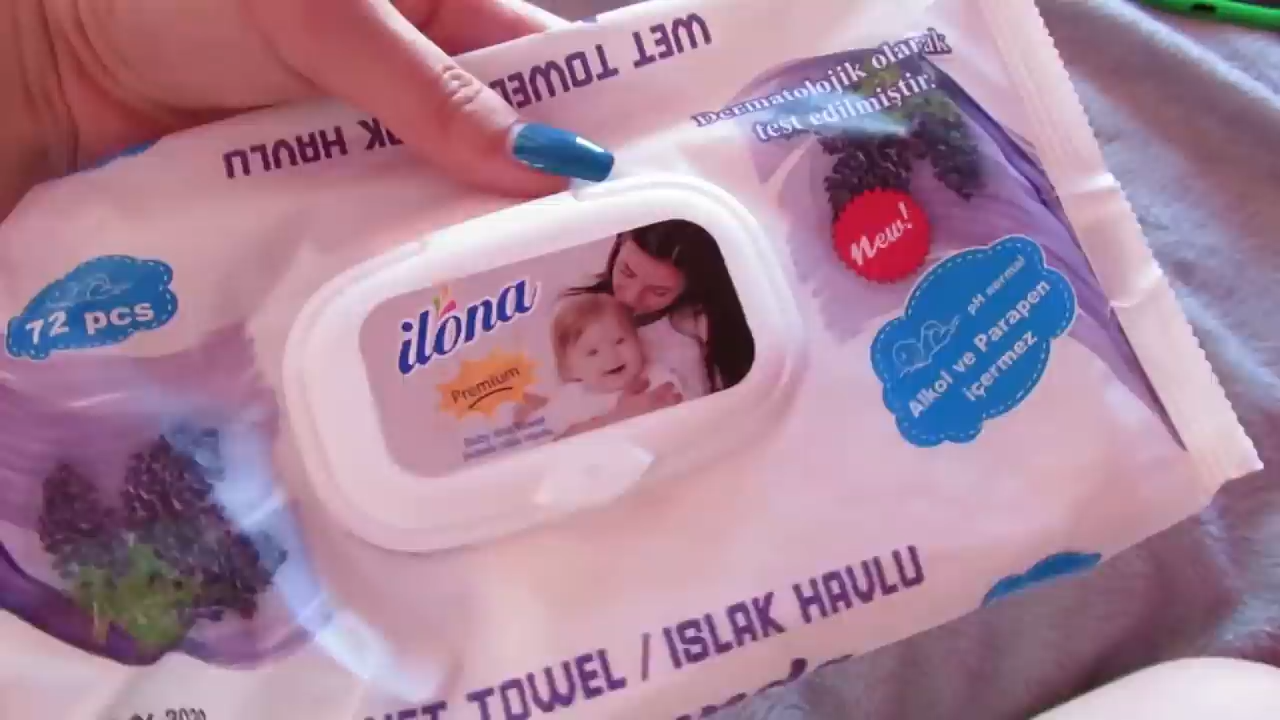 WET TOWEL
ISLAK HAVLU
Dermatolojik olarak
test edilmiştir.
New!
72 pcs
ilona
Premium
pH normal
Alkol ve Parapen
içermez
WET TOWEL / ISLAK HAVLU